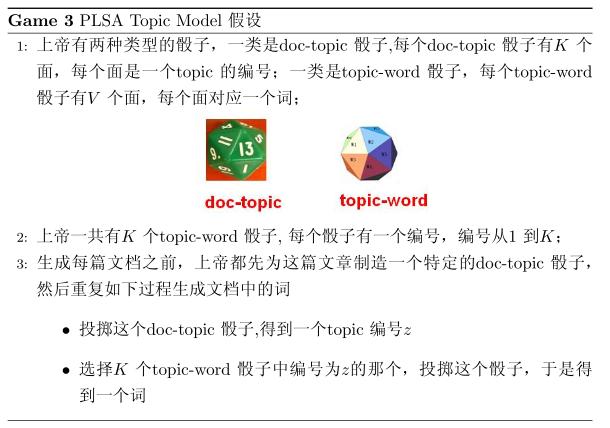 Game 3 PLSA Topic Model 假设
1: 上帝有两种类型的骰子，一类是doc-topic 骰子,每个doc-topic 骰子有K 个
面，每个面是一个topic 的编号；一类是topic-word 骰子，每个topic-word
骰子有V 个面，每个面对应一个词；
13
11
doc-topic
topic-word
2: 上帝一共有K 个topic-word 骰子, 每个骰子有一个编号，编号从1 到K；
3: 生成每篇文档之前，上帝都先为这篇文章制造一个特定的doc-topic 骰子，
然后重复如下过程生成文档中的词
• 投掷这个doc-topic 骰子,得到一个topic 编号z
• 选择K 个topic-word 骰子中编号为z的那个，投掷这个骰子，于是得
到一个词